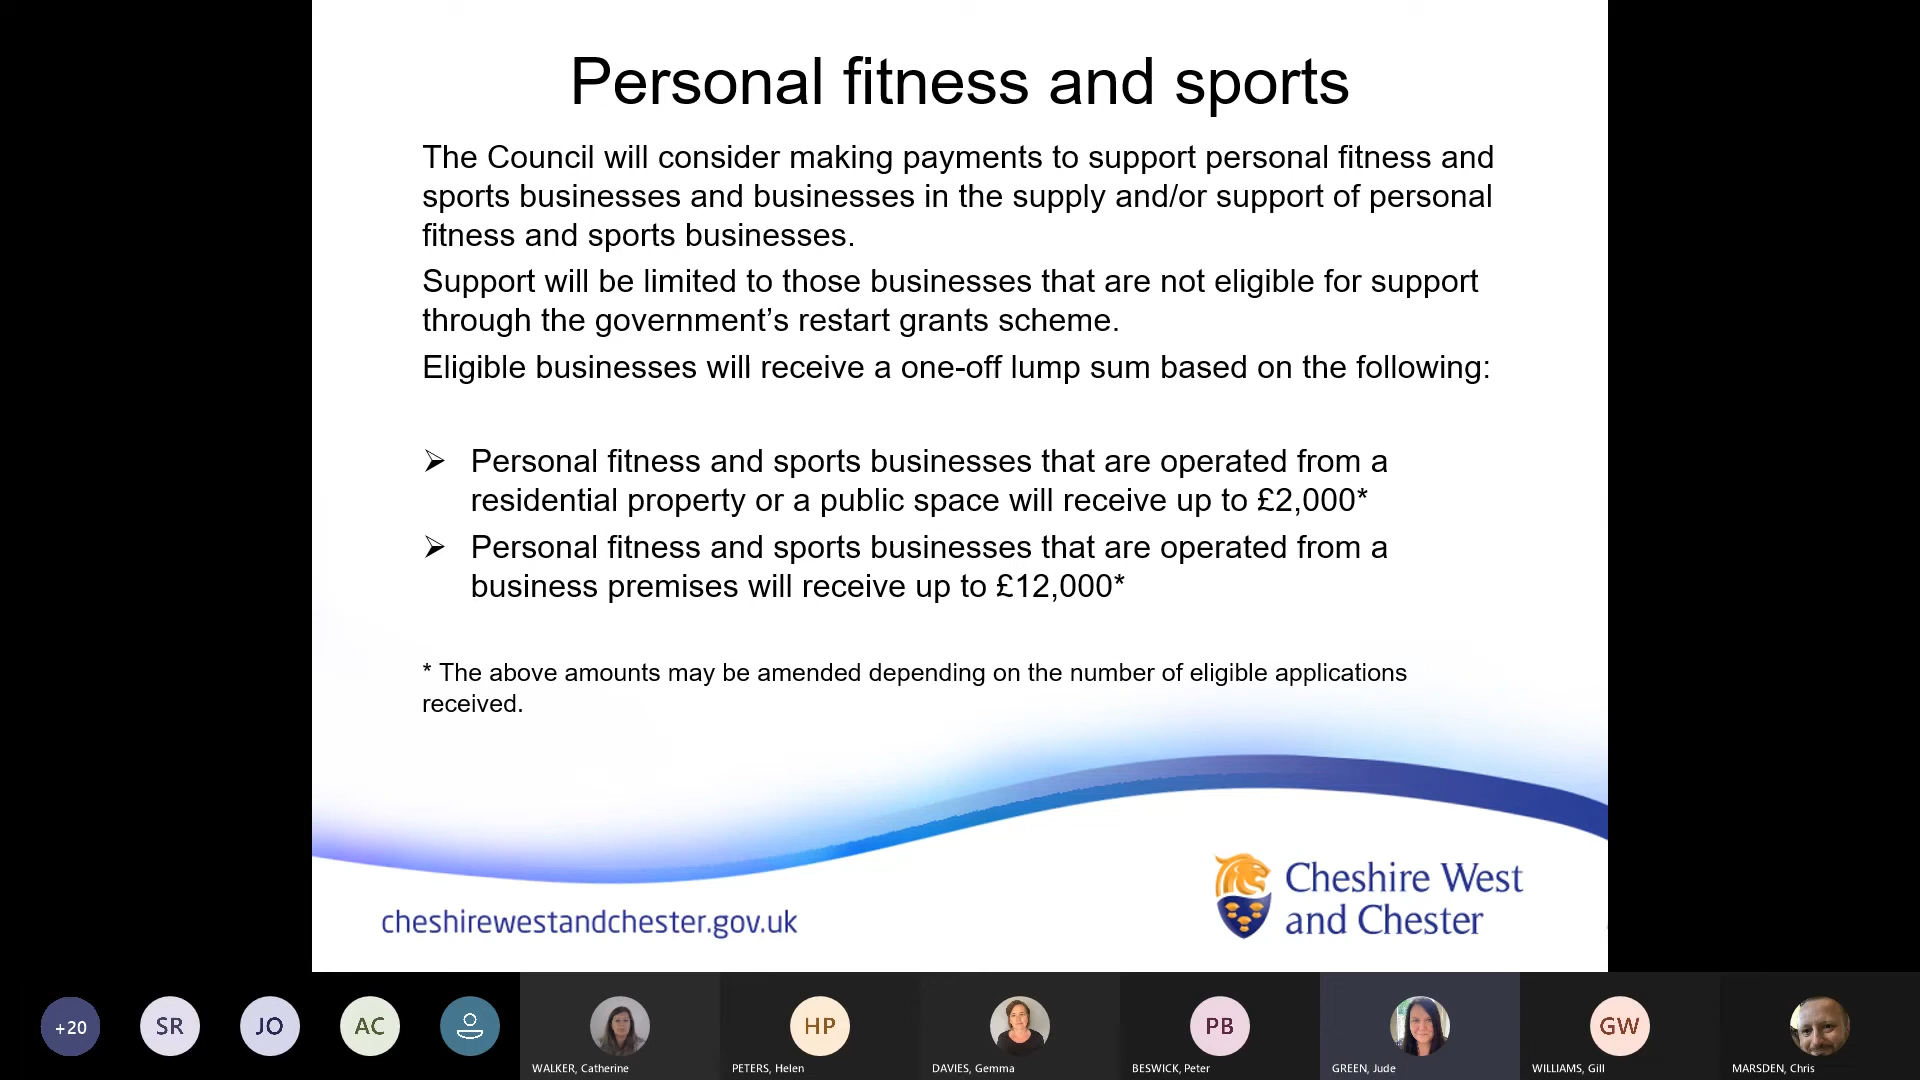 Personal fitness and sports
The Council will consider making payments to support personal fitness and
sports businesses and businesses in the supply and/or support of personal
fitness and sports businesses.
Support will be limited to those businesses that are not eligible for support
through the government’s restart grants scheme.
Eligible businesses will receive a one-off lump sum based on the following:
➢ Personal fitness and sports businesses that are operated from a
residential property or a public space will receive up to £2,000*
➢ Personal fitness and sports businesses that are operated from a
business premises will receive up to £12,000*
* The above amounts may be amended depending on the number of eligible applications
received.
cheshirewestandchester.gov.uk
Cheshire West
and Chester
+20
SR
JO
AC
HP
PB
GW
WALKER, Catherine
PETERS, Helen
DAVIES, Gemma
BESWICK, Peter
GREEN, Jude
WILLIAMS, Gill
MARSDEN, Chris